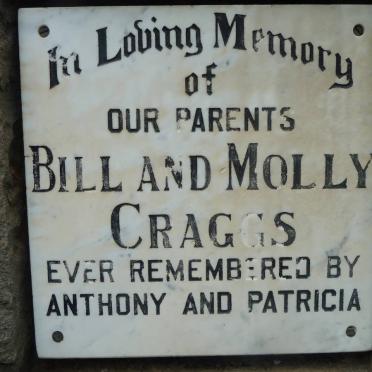 In Loving Memory
of
OUR PARENTS
BILL AND MOLLY
CRAGGS
EVER REMEMBERED BY
ANTHONY AND PATRICIA